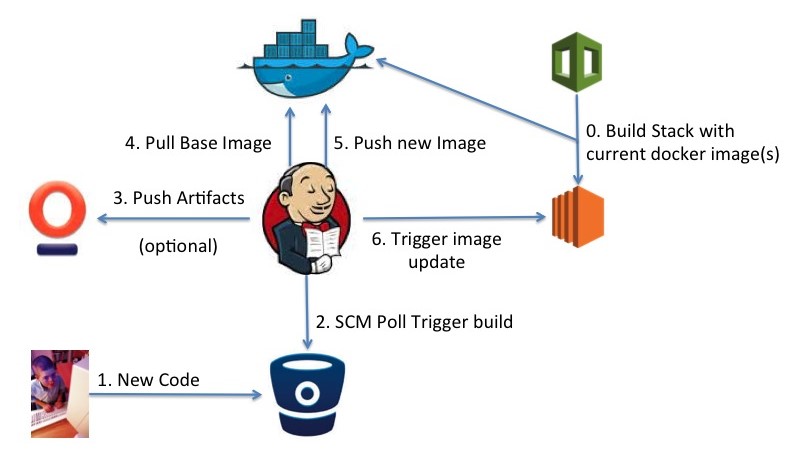 0. Build Stack with
current docker image(s)
4. Pull Base Image
5. Push new Image
3. Push Artifacts
(optional)
6. Trigger image
update
2. SCM Poll Trigger build
1. New Code